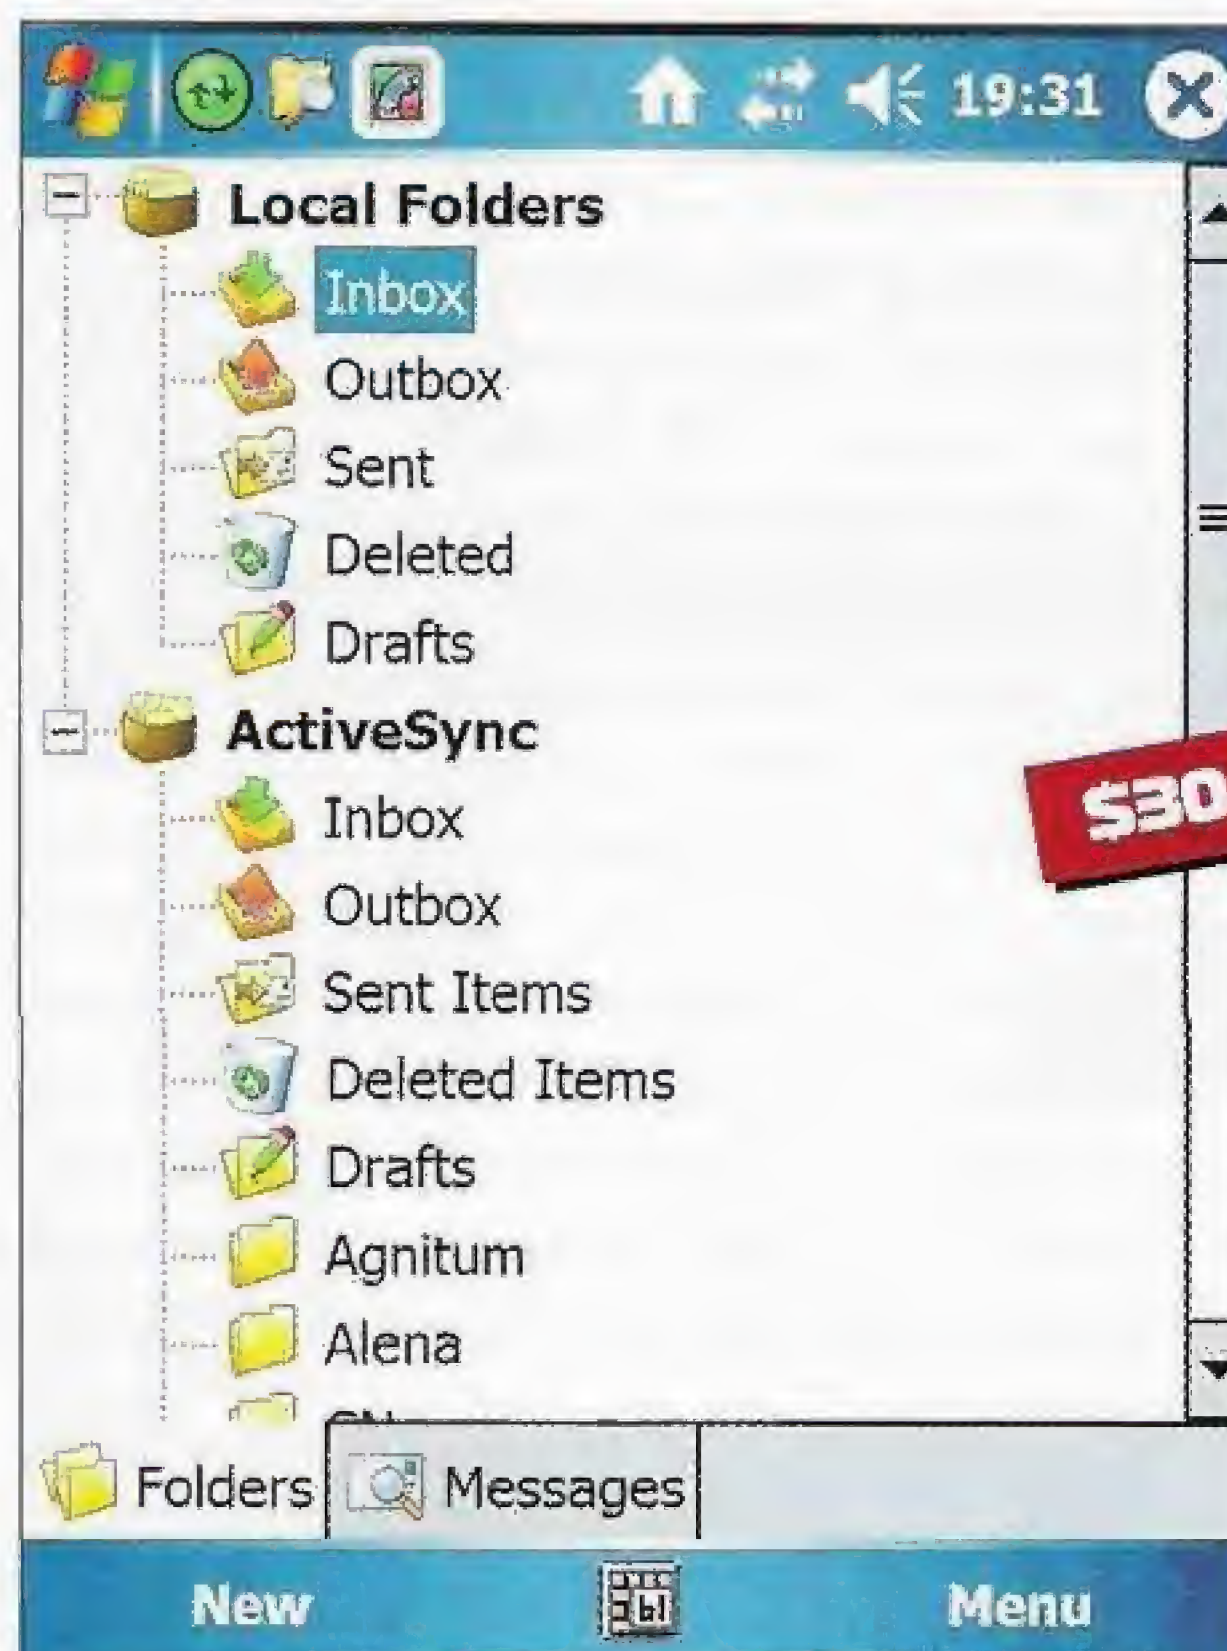 19:31
Local Folders
Inbox
Outbox
Sent
Deleted
Drafts
ActiveSync
$30
Inbox
Outbox
Sent Items
Deleted Items
Drafts
Agnitum
Alena
Folders
Messages
New
Ы
Menu